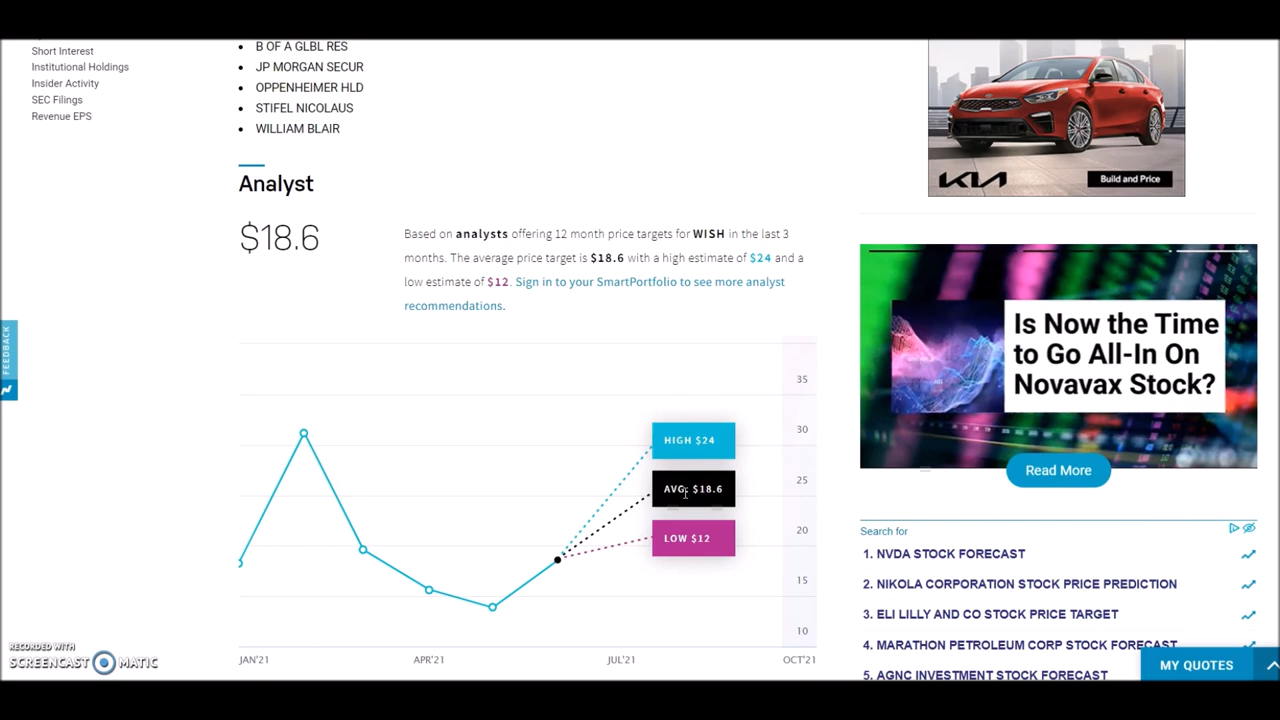 Short Interest
Institutional Holdings
Insider Activity
SEC Filings
Revenue EPS
B OF A GLBL RES
JP MORGAN SECUR
OPPENHEIMER HLD
STIFEL NICOLAUS
WILLIAM BLAIR
Analyst
$18.6
Based on analysts offering 12 month price targets for WISH in the last 3
months. The average price target is $18.6 with a high estimate of $24 and a
low estimate of $12. Sign in to your SmartPortfolio to see more analyst
recommendations.
FEEDBACK
35
30
25
20
15
10
HIGH $24
AVG: $18.6
LOW $12
JAN'21
APR'21
JUL'21
OCT'21
RECORDED WITH
SCREENCAST MATIC
KIA
Build and Price
Is Now the Time
to Go All-In On
Novavax Stock?
Read More
Search for
1. NVDA STOCK FORECAST
2. NIKOLA CORPORATION STOCK PRICE PREDICTION
3. ELI LILLY AND CO STOCK PRICE TARGET
4. MARATHON PETROLEUM CORP STOCK FORECAST
5. AGNC INVESTMENT STOCK FORECAST
MY QUOTES